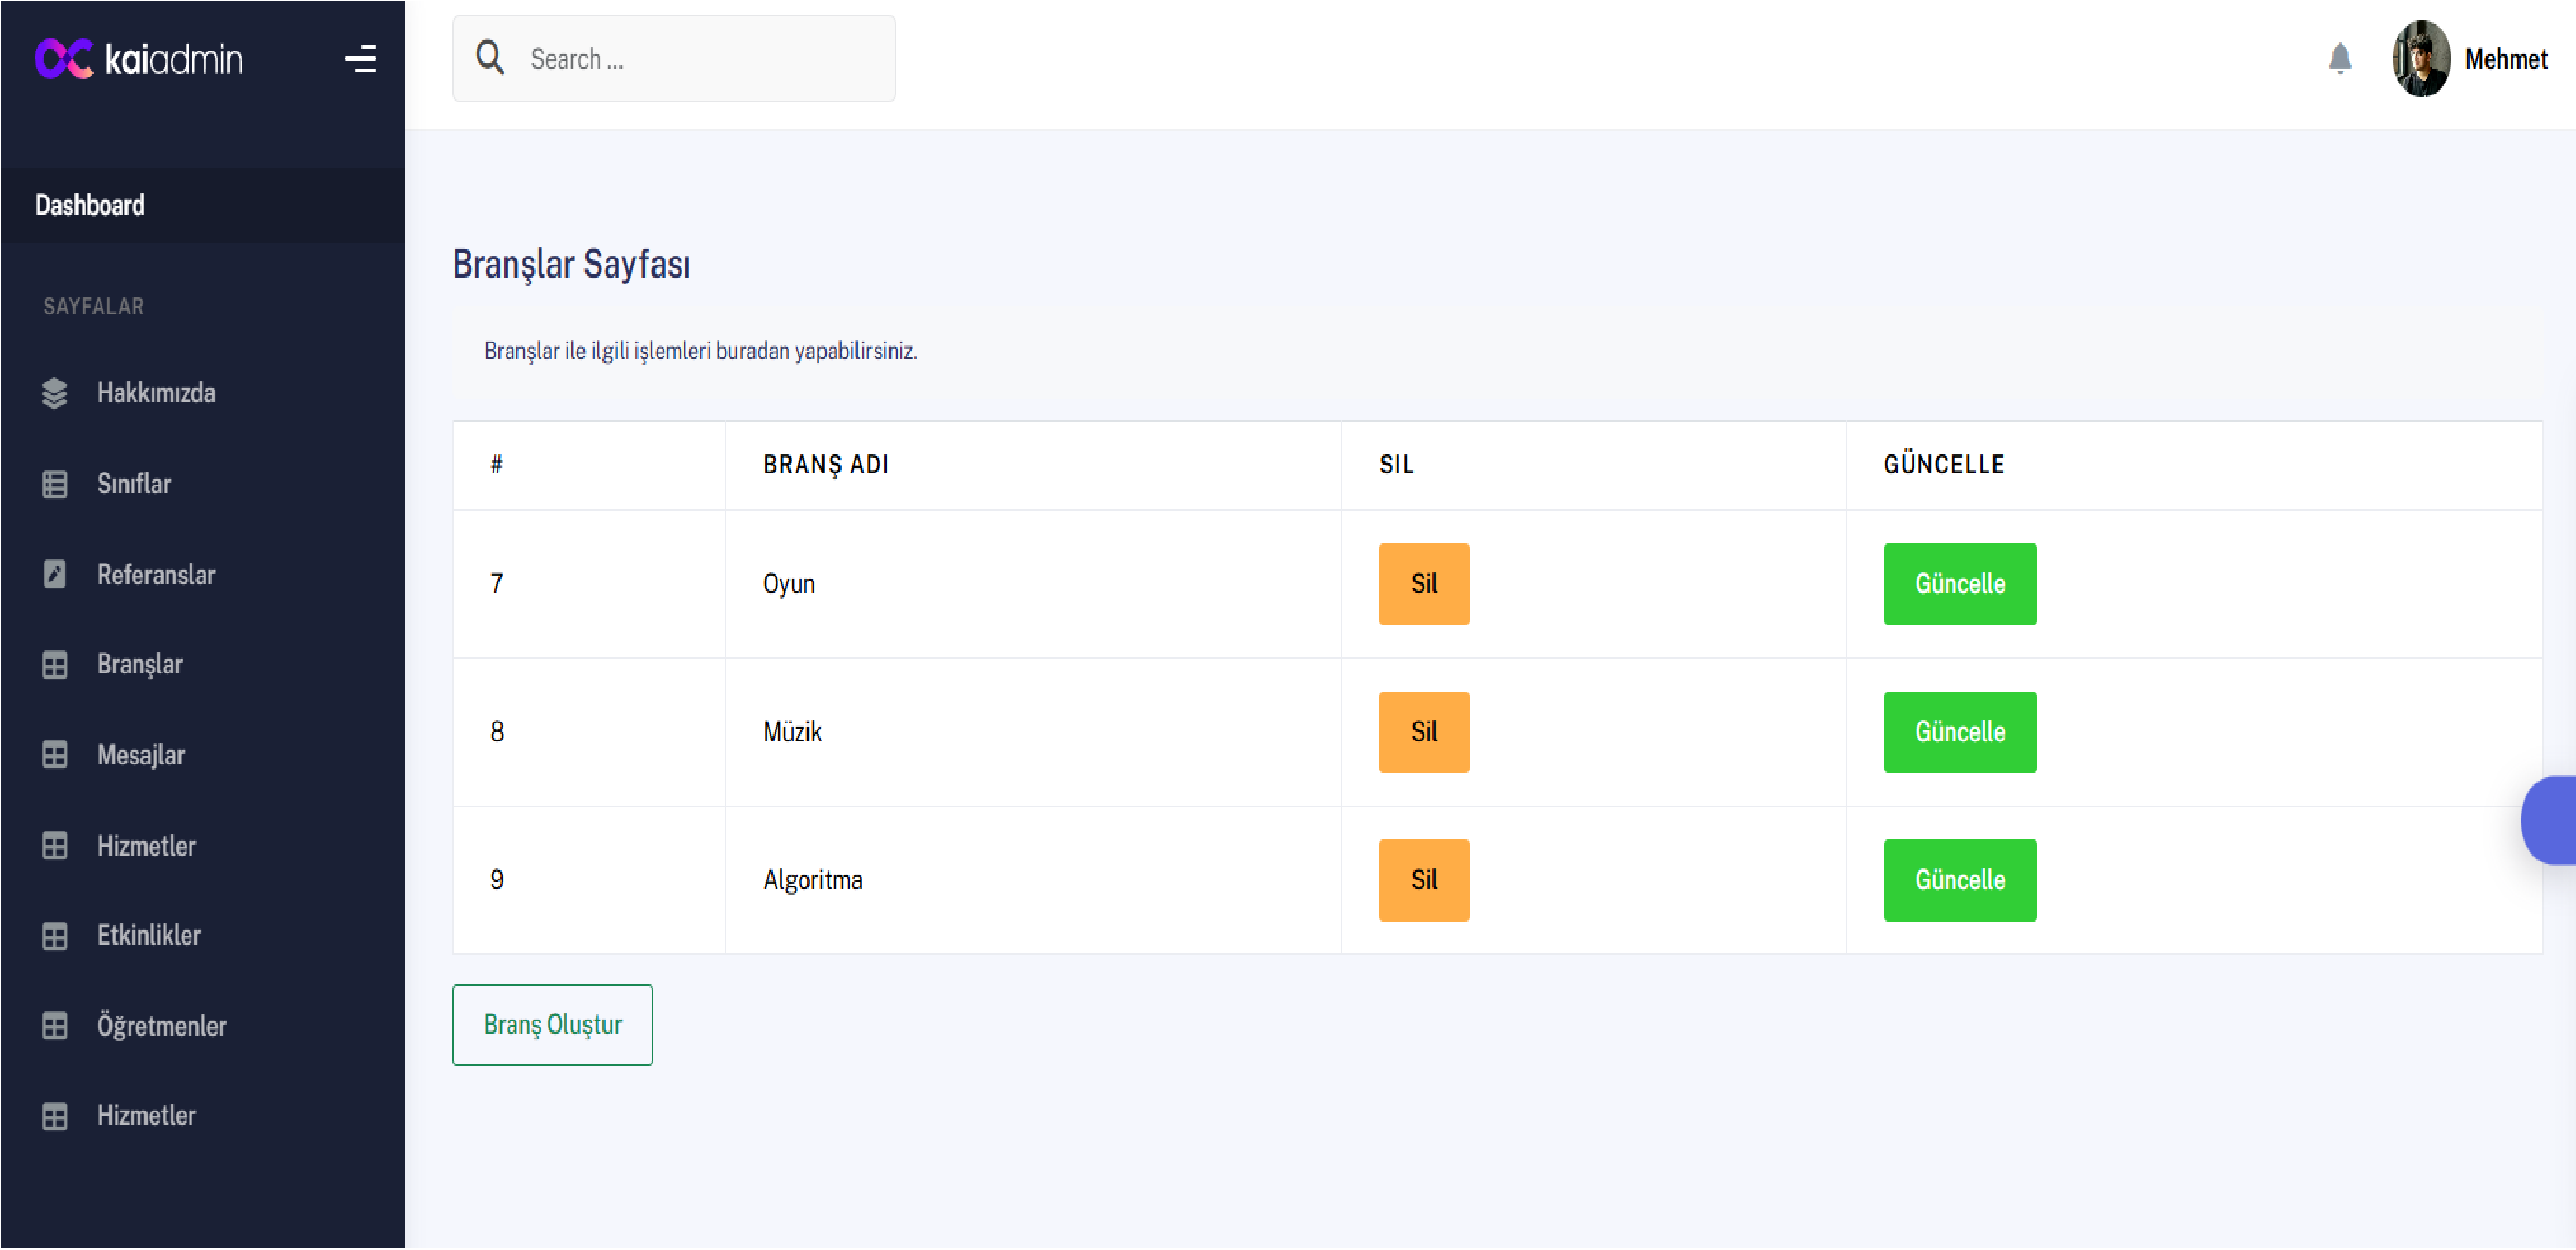 kaiadmin
Search ...
Mehmet
Dashboard
SAYFALAR
Hakkımızda
Sınıflar
Referanslar
Branşlar
Mesajlar
Hizmetler
Etkinlikler
Öğretmenler
Hizmetler
Branşlar Sayfası
Branşlar ile ilgili işlemleri buradan yapabilirsiniz.
# BRANŞ ADI SIL GÜNCELLE
7 Oyun Sil Güncelle
8 Müzik Sil Güncelle
9 Algoritma Sil Güncelle
Branş Oluştur